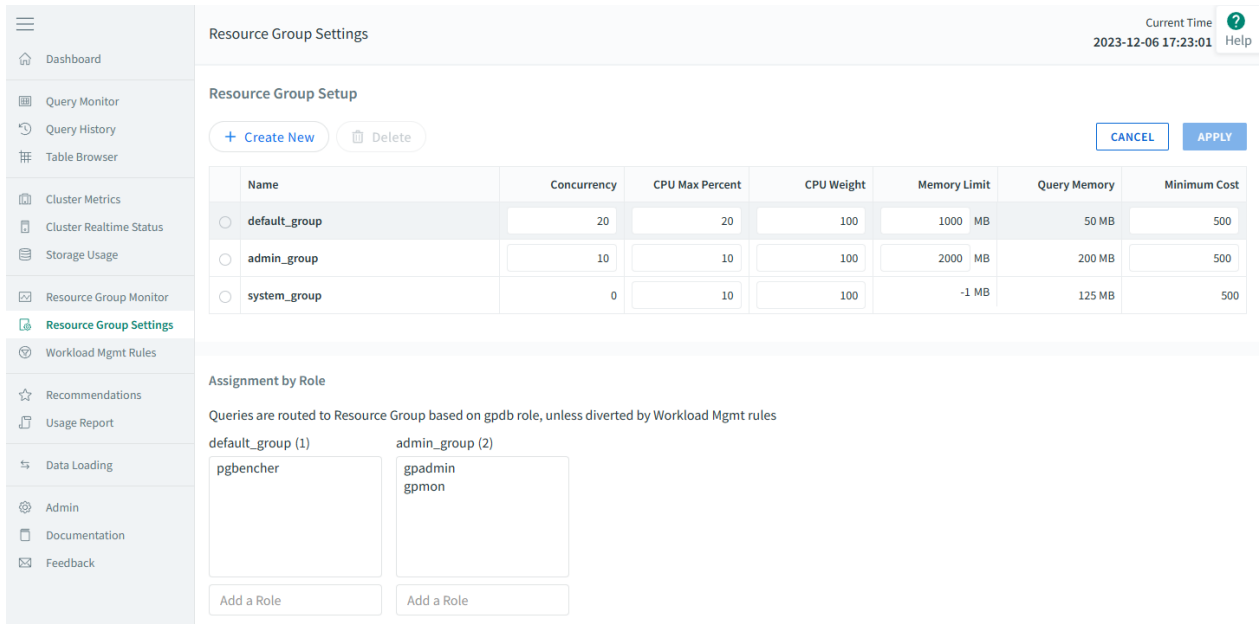 Dashboard
Query Monitor
Query History
Table Browser
Cluster Metrics
Cluster Realtime Status
Storage Usage
Resource Group Monitor
Resource Group Settings
Workload Mgmt Rules
Recommendations
Usage Report
Data Loading
Admin
Documentation
Feedback
Resource Group Settings
Current Time
2023-12-06 17:23:01
? Help
Resource Group Setup
+ Create New Delete CANCEL APPLY
Name Concurrency CPU Max Percent CPU Weight Memory Limit Query Memory Minimum Cost
default_group 20 20 100 1000 MB 50 MB 500
admin_group 10 10 100 2000 MB 200 MB 500
system_group 0 10 100 -1 MB 125 MB 500
Assignment by Role
Queries are routed to Resource Group based on gpdb role, unless diverted by Workload Mgmt rules
default_group (1) admin_group (2)
pgbencher gpadmin
gpmon
Add a Role Add a Role